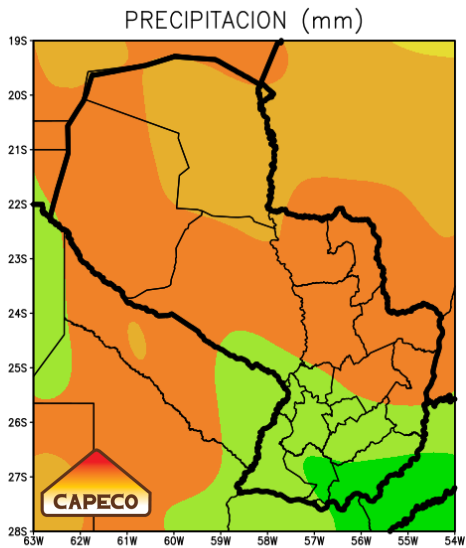 PRECIPITACION (mm)
19S
20S
21S
22S
23S
24S
25S
26S
27S
28S
CAPECO
63W 62W 61W 60W 59W 58W 57W 56W 55W 54W